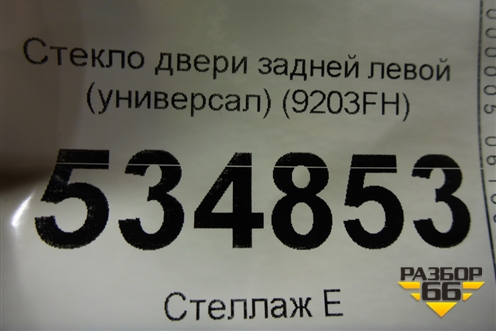 Стекло двери задней левой
(универсал) (9203FH)
534853
Стеллаж Е
РАЗБОР
66